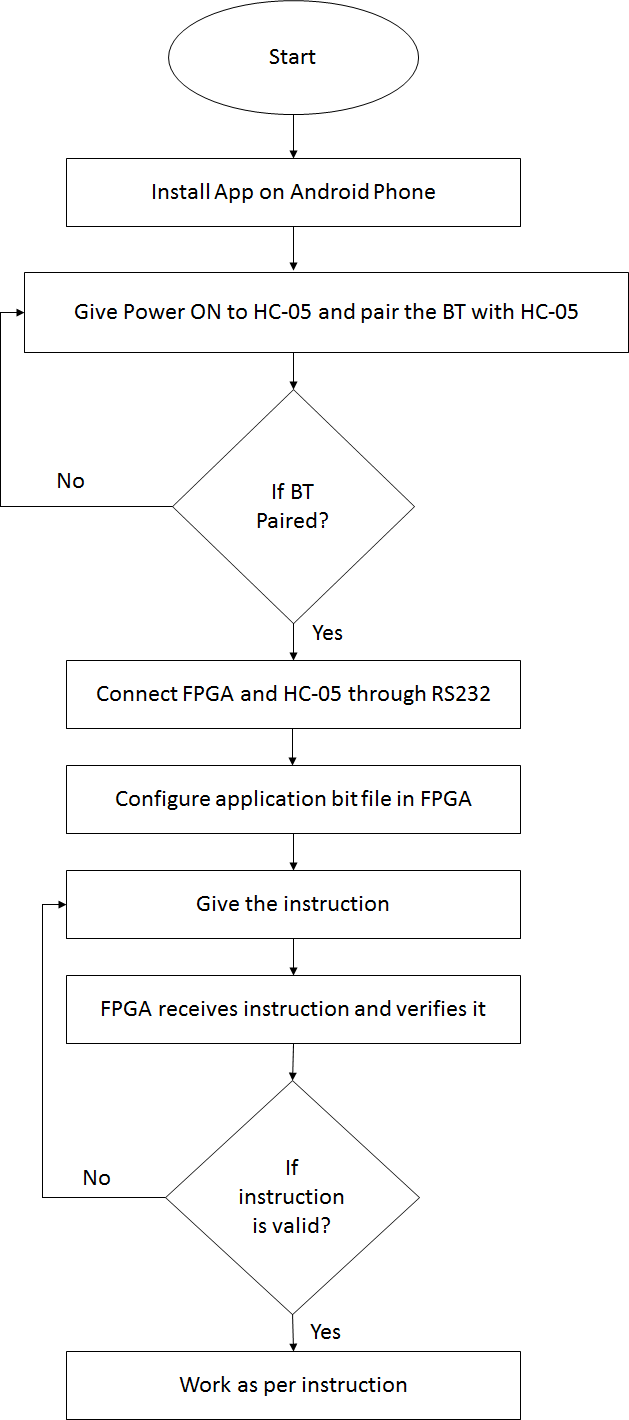 Start
Install App on Android Phone
Give Power ON to HC-05 and pair the BT with HC-05
No
If BT
Paired?
Yes
Connect FPGA and HC-05 through RS232
Configure application bit file in FPGA
Give the instruction
FPGA receives instruction and verifies it
No
If
instruction
is valid?
Yes
Work as per instruction